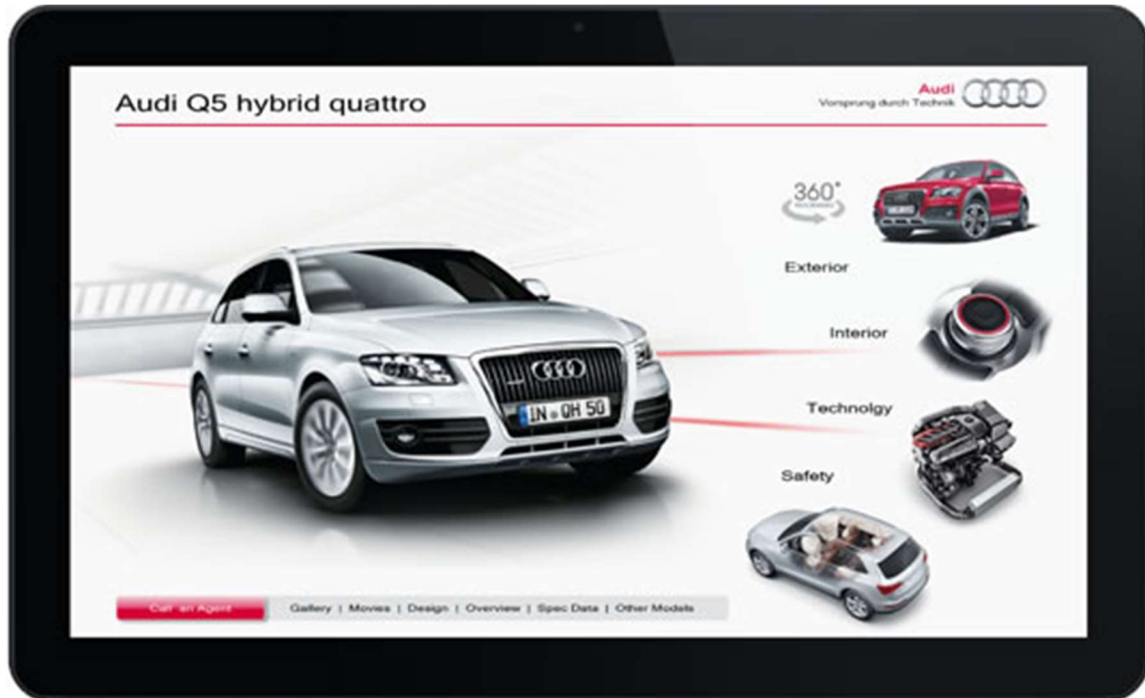 Audi Q5 hybrid quattro
Audi
Vorsprung durch Technik
360°
Exterior
Interior
Technolgy
IN QH 50
Safety
Call an Agent
Gallery | Movies | Design | Overview | Spec Data | Other Models